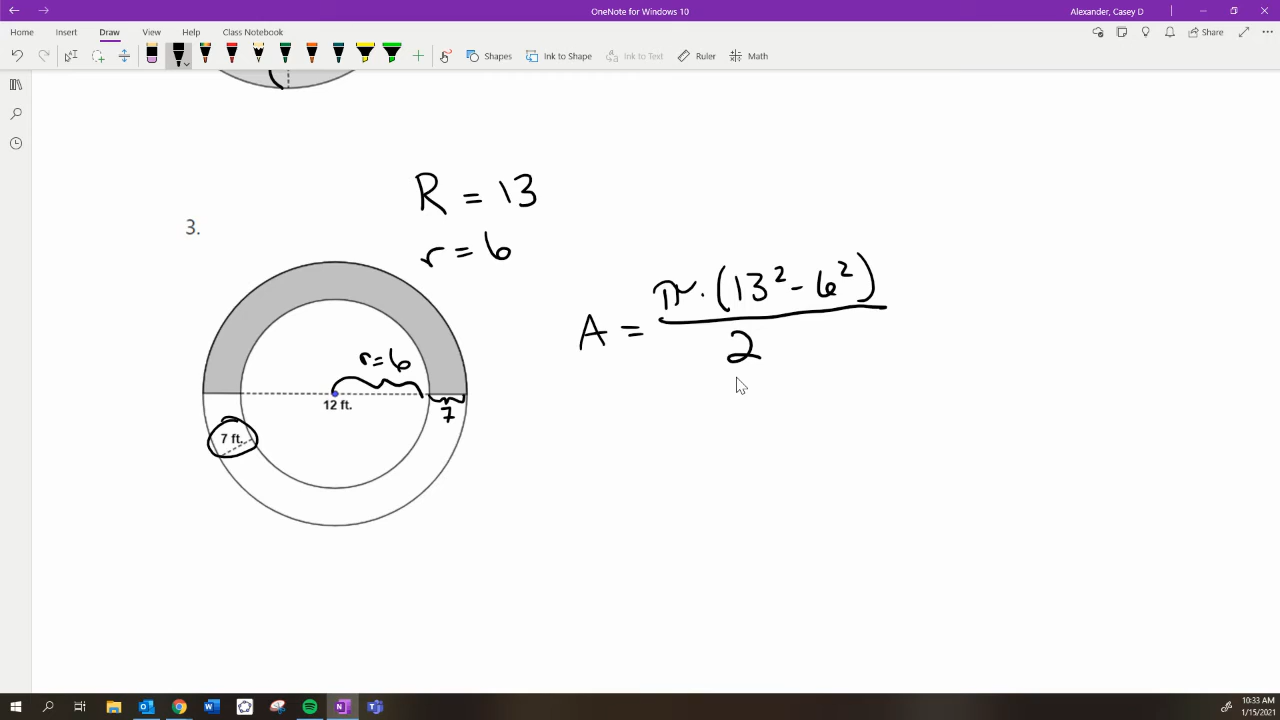 OneNote for Windows 10
Alexander, Casey D
Home Insert Draw View Help Class Notebook
Share
Shapes Ink to Shape Ink to Text Ruler Math
R = 13
3.
r = 6
r = 6
12 ft.
7
7 ft.
A = π · (13² - 6²)
2
10:33 AM
1/15/2021